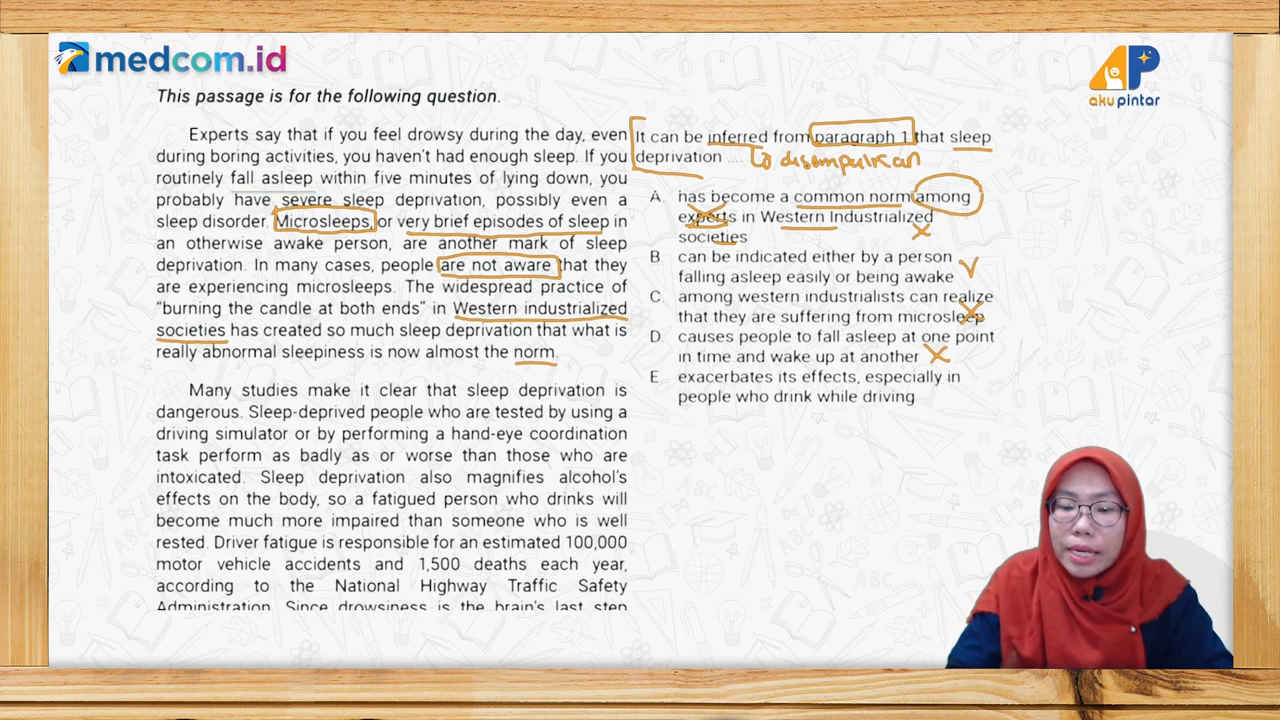 medcom.id
AP
aku pintar
This passage is for the following question.
Experts say that if you feel drowsy during the day, even
during boring activities, you haven't had enough sleep. If you
routinely fall asleep within five minutes of lying down, you
probably have severe sleep deprivation, possibly even a
sleep disorder. Microsleeps, or very brief episodes of sleep in
an otherwise awake person, are another mark of sleep
deprivation. In many cases, people are not aware that they
are experiencing microsleeps. The widespread practice of
“burning the candle at both ends” in Western industrialized
societies has created so much sleep deprivation that what is
really abnormal sleepiness is now almost the norm.
Many studies make it clear that sleep deprivation is
dangerous. Sleep-deprived people who are tested by using a
driving simulator or by performing a hand-eye coordination
task perform as badly as or worse than those who are
intoxicated. Sleep deprivation also magnifies alcohol's
effects on the body, so a fatigued person who drinks will
become much more impaired than someone who is well
rested. Driver fatigue is responsible for an estimated 100,000
motor vehicle accidents and 1,500 deaths each year,
according to the National Highway Traffic Safety
Administration. Since drowsiness is the brain's last step
It can be inferred from paragraph 1 that sleep
deprivation ....
disimpulkan
A. has become a common norm among
experts in Western Industrialized
societies
B. can be indicated either by a person
falling asleep easily or being awake
C. among western industrialists can realize
that they are suffering from microsleep
D. causes people to fall asleep at one point
in time and wake up at another
E. exacerbates its effects, especially in
people who drink while driving